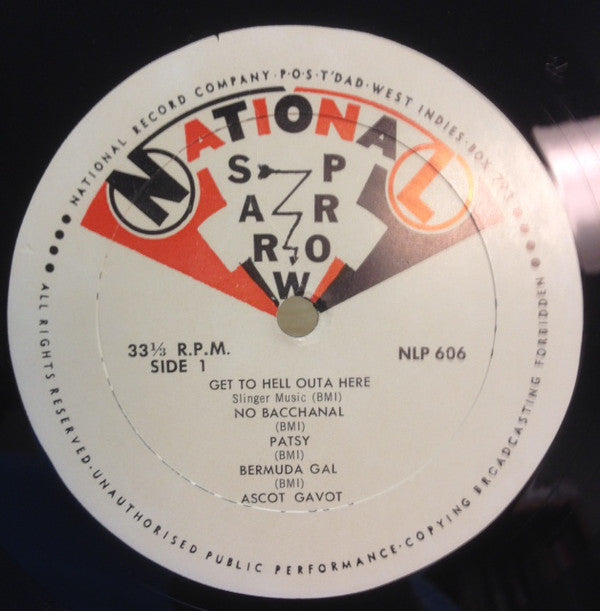 NATIONAL RECORD COMPANY · P·O·S· T'DAD · WEST INDIES · BOX
NATIONAL
SPARROW
33⅓ R.P.M.
SIDE 1
NLP 606
GET TO HELL OUTA HERE
Slinger Music (BMI)
NO BACCHANAL
(BMI)
PATSY
(BMI)
BERMUDA GAL
(BMI)
ASCOT GAVOT
ALL RIGHTS RESERVED · UNAUTHORISED PUBLIC PERFORMANCE · COPYING BROADCASTING FORBIDDEN